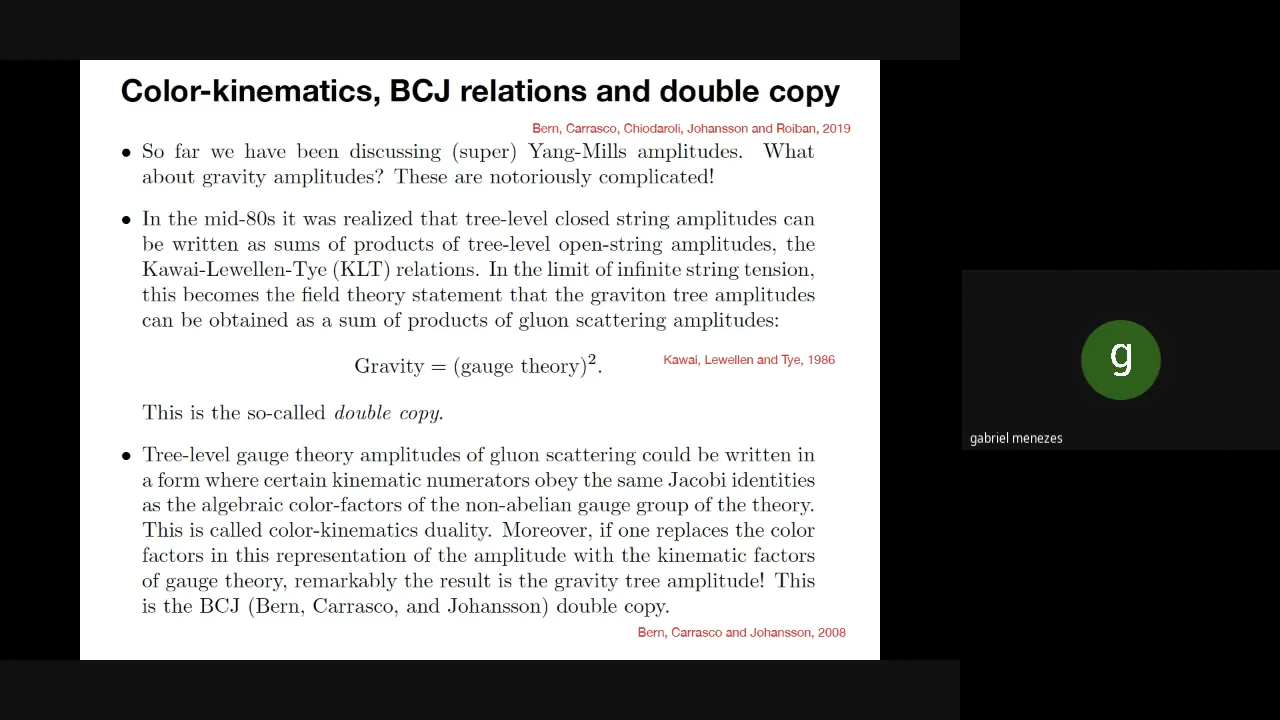 Color-kinematics, BCJ relations and double copy
Bern, Carrasco, Chiodaroli, Johansson and Roiban, 2019
• So far we have been discussing (super) Yang-Mills amplitudes. What
about gravity amplitudes? These are notoriously complicated!
• In the mid-80s it was realized that tree-level closed string amplitudes can
be written as sums of products of tree-level open-string amplitudes, the
Kawai-Lewellen-Tye (KLT) relations. In the limit of infinite string tension,
this becomes the field theory statement that the graviton tree amplitudes
can be obtained as a sum of products of gluon scattering amplitudes:
Gravity = (gauge theory)².
Kawai, Lewellen and Tye, 1986
This is the so-called double copy.
• Tree-level gauge theory amplitudes of gluon scattering could be written in
a form where certain kinematic numerators obey the same Jacobi identities
as the algebraic color-factors of the non-abelian gauge group of the theory.
This is called color-kinematics duality. Moreover, if one replaces the color
factors in this representation of the amplitude with the kinematic factors
of gauge theory, remarkably the result is the gravity tree amplitude! This
is the BCJ (Bern, Carrasco, and Johansson) double copy.
Bern, Carrasco and Johansson, 2008
g
gabriel menezes